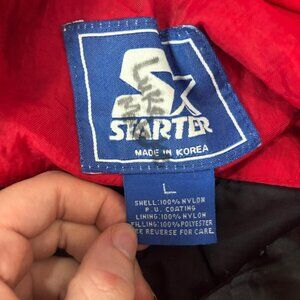 STARTER
MADE IN KOREA
L
SHELL:100% NYLON
P.U. COATING
LINING:100% NYLON
FILLING:100% POLYESTER
SEE REVERSE FOR CARE.